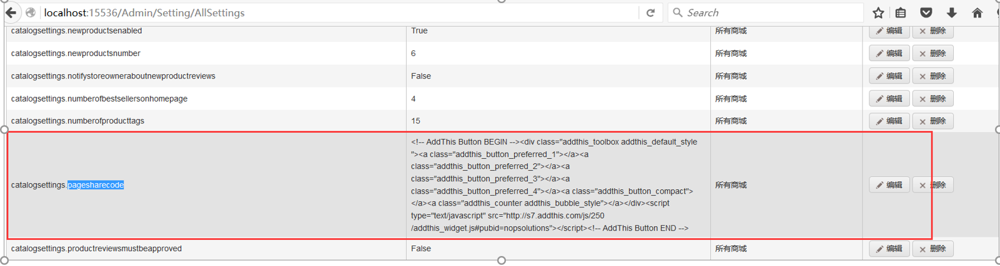 localhost:15536/Admin/Setting/AllSettings Search
catalogsettings.newproductsenabled True 所有商城 编辑 删除
catalogsettings.newproductsnumber 6 所有商城 编辑 删除
catalogsettings.notifystoreowneraboutnewproductreviews False 所有商城 编辑 删除
catalogsettings.numberofbestsellersonhomepage 4 所有商城 编辑 删除
catalogsettings.numberofproducttags 15 所有商城 编辑 删除
<!-- AddThis Button BEGIN --><div class="addthis_toolbox addthis_default_style
"><a class="addthis_button_preferred_1"></a><a
class="addthis_button_preferred_2"></a><a
class="addthis_button_preferred_3"></a><a
catalogsettings.pagesharecode 所有商城 编辑 删除
class="addthis_button_preferred_4"></a><a class="addthis_button_compact">
</a><a class="addthis_counter addthis_bubble_style"></a></div><script
type="text/javascript" src="http://s7.addthis.com/js/250
/addthis_widget.js#pubid=nopsolutions"></script><!-- AddThis Button END -->
catalogsettings.productreviewsmustbeapproved False 所有商城 编辑 删除